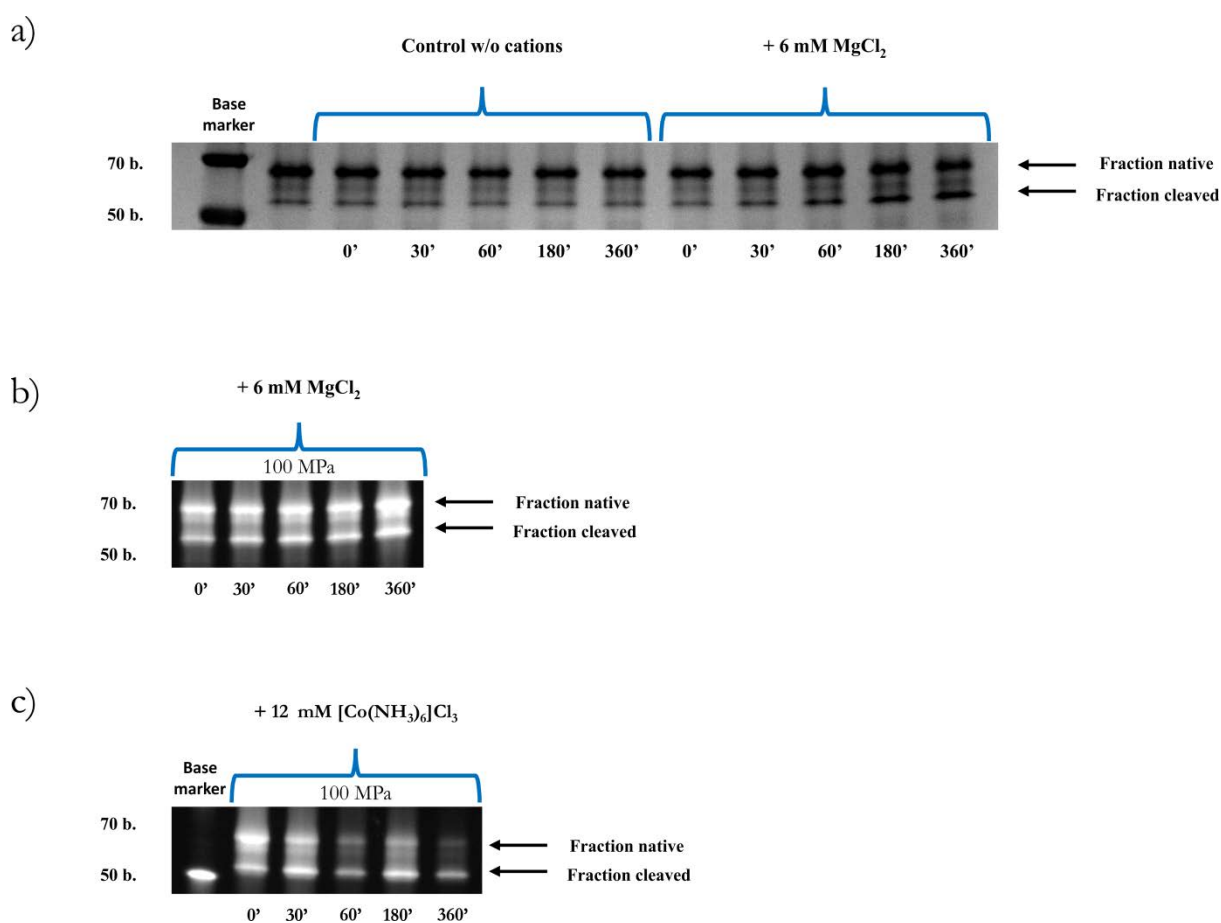 a)
Control w/o cations
+ 6 mM MgCl₂
Base
marker
70 b.
50 b.
Fraction native
Fraction cleaved
0’ 30’ 60’ 180’ 360’ 0’ 30’ 60’ 180’ 360’
b)
+ 6 mM MgCl₂
100 MPa
70 b.
50 b.
Fraction native
Fraction cleaved
0’ 30’ 60’ 180’ 360’
c)
+ 12 mM [Co(NH₃)₆]Cl₃
Base
marker
100 MPa
70 b.
50 b.
Fraction native
Fraction cleaved
0’ 30’ 60’ 180’ 360’